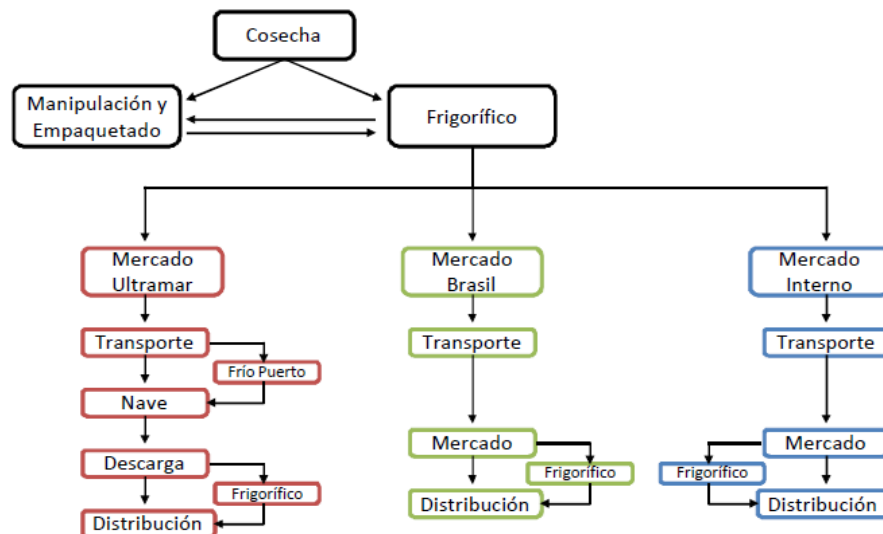 Cosecha
Manipulación y
Empaquetado
Frigorífico
Mercado
Ultramar
Mercado
Brasil
Mercado
Interno
Transporte
Transporte
Transporte
Frío Puerto
Nave
Mercado
Mercado
Descarga
Frigorífico
Frigorífico
Frigorífico
Distribución
Distribución
Distribución